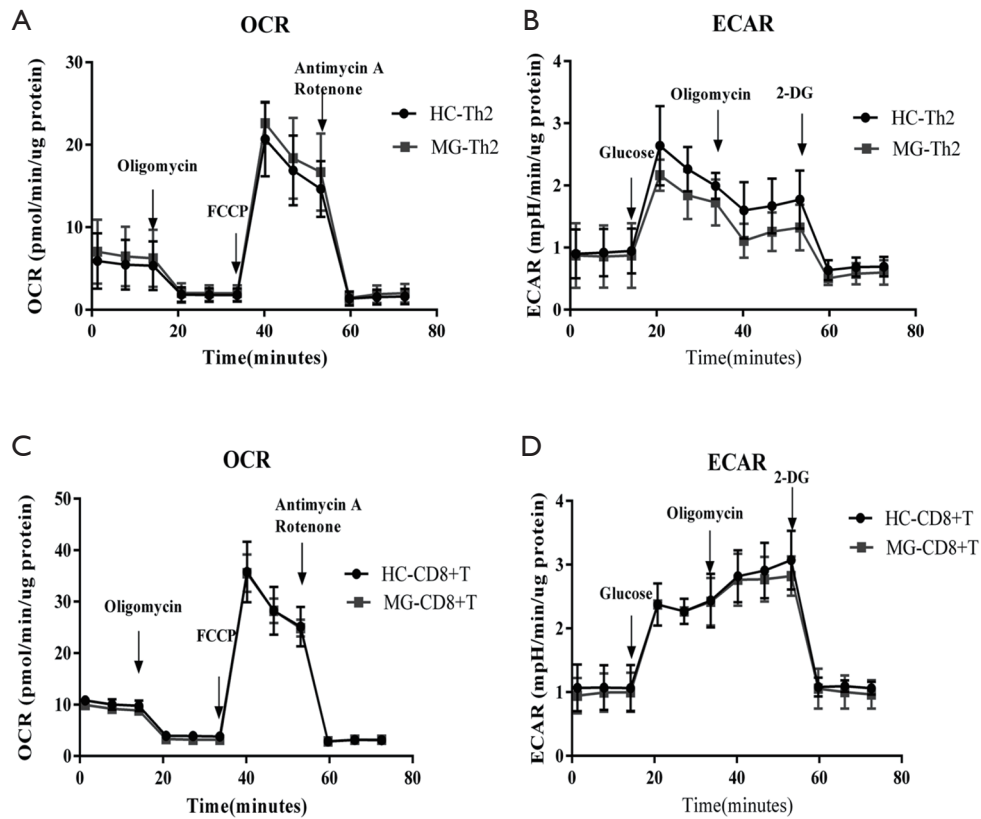 A
OCR
OCR (pmol/min/ug protein)
30
20
10
0
0
20
40
60
80
Time(minutes)
Oligomycin
FCCP
Antimycin A
Rotenone
HC-Th2
MG-Th2
B
ECAR
ECAR (mpH/min/ug protein)
4
3
2
1
0
0
20
40
60
80
Time(minutes)
Glucose
Oligomycin
2-DG
HC-Th2
MG-Th2
C
OCR
OCR (pmol/min/ug protein)
50
40
30
20
10
0
0
20
40
60
80
Time(minutes)
Oligomycin
FCCP
Antimycin A
Rotenone
HC-CD8+T
MG-CD8+T
D
ECAR
ECAR (mpH/min/ug protein)
4
3
2
1
0
0
20
40
60
80
Time(minutes)
Glucose
Oligomycin
2-DG
HC-CD8+T
MG-CD8+T